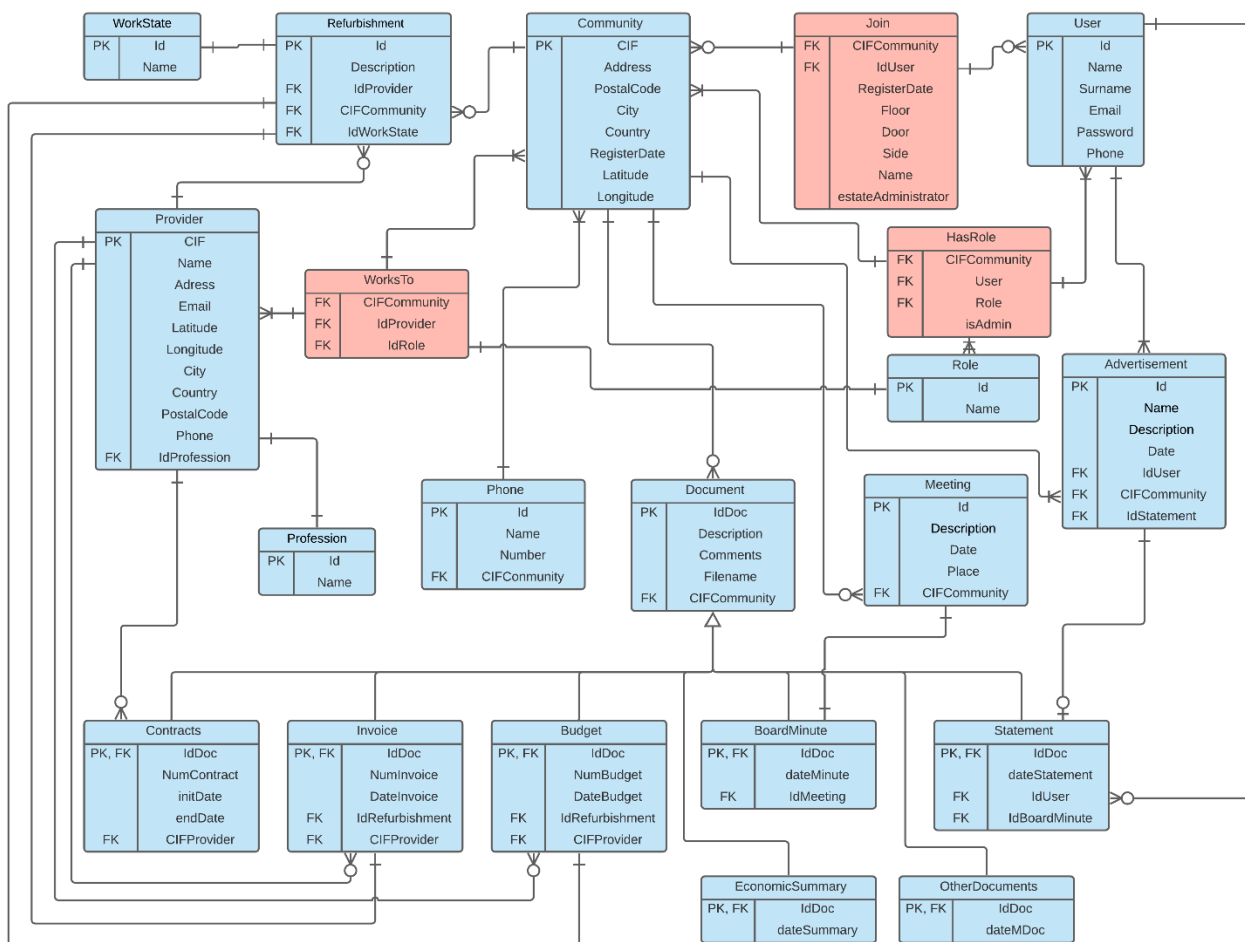 WorkState
PK Id
Name
Refurbishment
PK Id
Description
FK IdProvider
FK CIFCommunity
FK IdWorkState
Community
PK CIF
Address
PostalCode
City
Country
RegisterDate
Latitude
Longitude
Join
FK CIFCommunity
FK IdUser
RegisterDate
Floor
Door
Side
Name
estateAdministrator
User
PK Id
Name
Surname
Email
Password
Phone
Provider
PK CIF
Name
Adress
Email
Latitude
Longitude
City
Country
PostalCode
Phone
FK IdProfession
WorksTo
FK CIFCommunity
FK IdProvider
FK IdRole
HasRole
FK CIFCommunity
FK User
FK Role
isAdmin
Role
PK Id
Name
Advertisement
PK Id
Name
Description
Date
FK IdUser
FK CIFCommunity
FK IdStatement
Profession
PK Id
Name
Phone
PK Id
Name
Number
FK CIFConmunity
Document
PK IdDoc
Description
Comments
Filename
FK CIFCommunity
Meeting
PK Id
Description
Date
Place
FK CIFCommunity
Contracts
PK, FK IdDoc
NumContract
initDate
endDate
FK CIFProvider
Invoice
PK, FK IdDoc
NumInvoice
DateInvoice
FK IdRefurbishment
FK CIFProvider
Budget
PK, FK IdDoc
NumBudget
DateBudget
FK IdRefurbishment
FK CIFProvider
BoardMinute
PK, FK IdDoc
dateMinute
FK IdMeeting
Statement
PK, FK IdDoc
dateStatement
FK IdUser
FK IdBoardMinute
EconomicSummary
PK, FK IdDoc
dateSummary
OtherDocuments
PK, FK IdDoc
dateMDoc